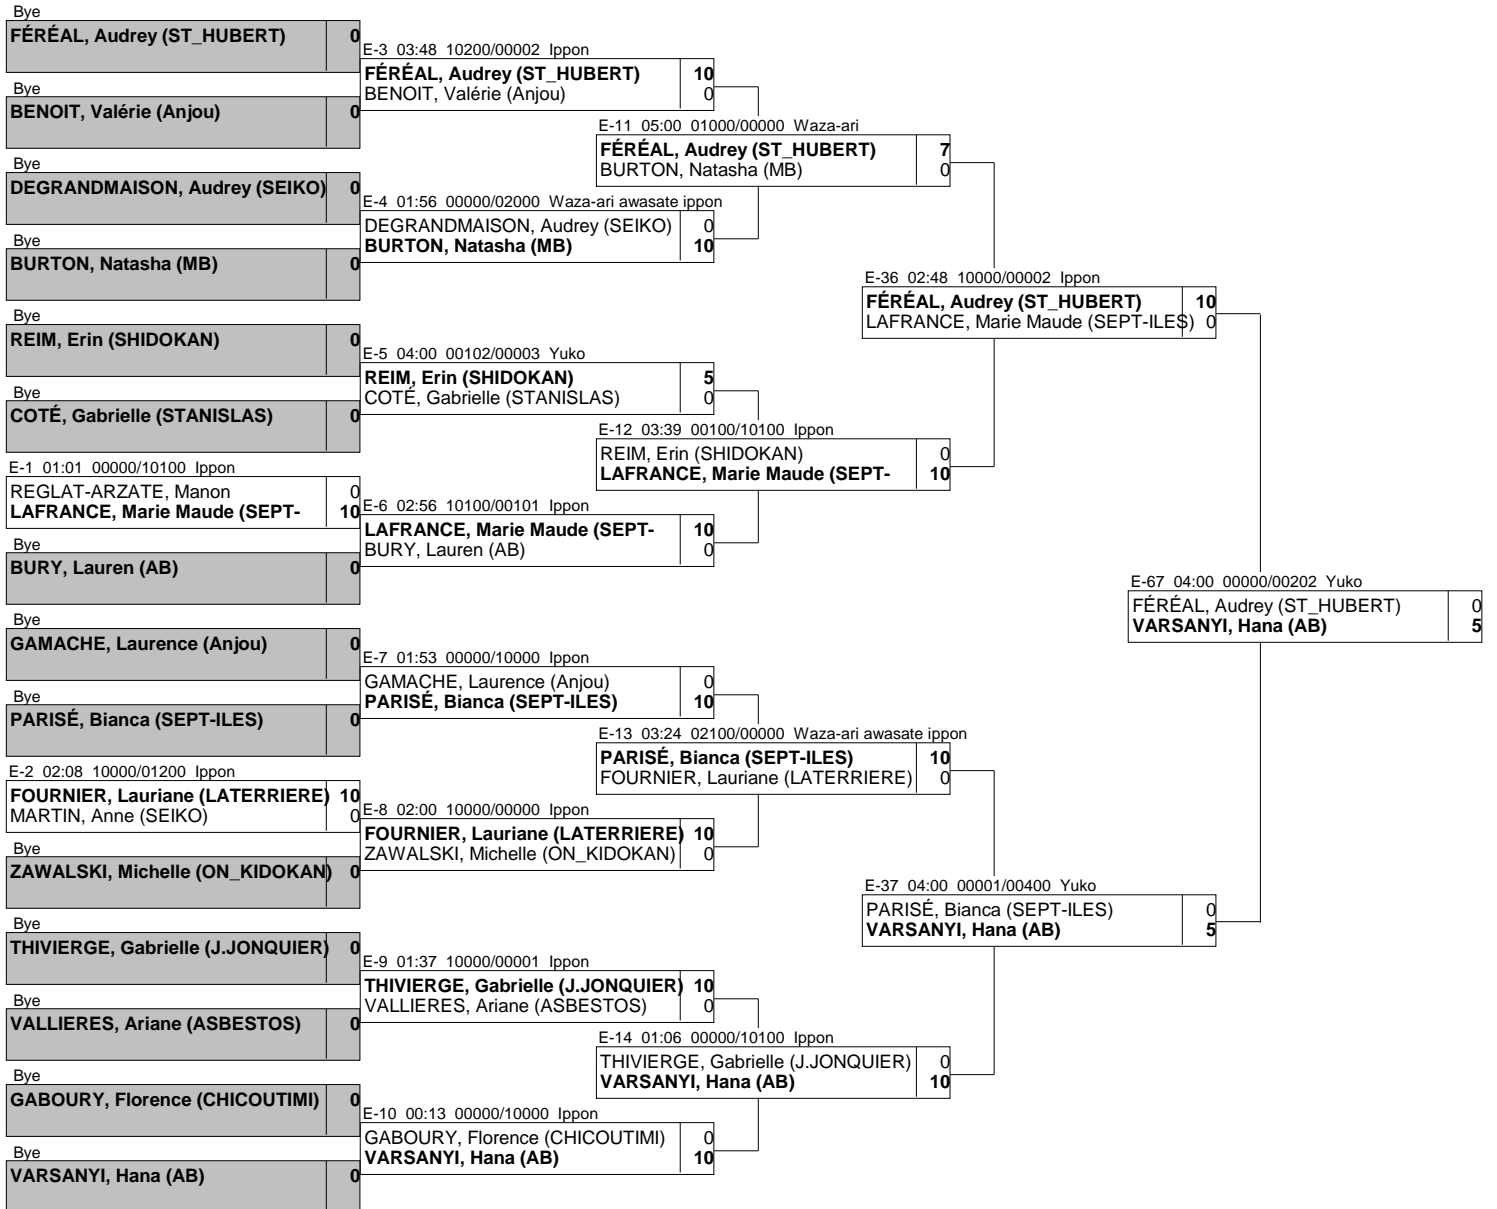 Bye
FÉRÉAL, Audrey (ST_HUBERT) 0
Bye
BENOIT, Valérie (Anjou) 0
Bye
DEGRANDMAISON, Audrey (SEIKO) 0
Bye
BURTON, Natasha (MB) 0
Bye
REIM, Erin (SHIDOKAN) 0
Bye
COTÉ, Gabrielle (STANISLAS) 0
E-1 01:01 00000/10100 Ippon
REGLAT-ARZATE, Manon 0
LAFRANCE, Marie Maude (SEPT- 10
Bye
BURY, Lauren (AB) 0
Bye
GAMACHE, Laurence (Anjou) 0
Bye
PARISÉ, Bianca (SEPT-ILES) 0
E-2 02:08 10000/01200 Ippon
FOURNIER, Lauriane (LATERRIERE) 10
MARTIN, Anne (SEIKO) 0
Bye
ZAWALSKI, Michelle (ON_KIDOKAN) 0
Bye
THIVIERGE, Gabrielle (J.JONQUIER) 0
Bye
VALLIERES, Ariane (ASBESTOS) 0
Bye
GABOURY, Florence (CHICOUTIMI) 0
Bye
VARSANYI, Hana (AB) 0
E-3 03:48 10200/00002 Ippon
FÉRÉAL, Audrey (ST_HUBERT) 10
BENOIT, Valérie (Anjou) 0
E-4 01:56 00000/02000 Waza-ari awasate ippon
DEGRANDMAISON, Audrey (SEIKO) 0
BURTON, Natasha (MB) 10
E-5 04:00 00102/00003 Yuko
REIM, Erin (SHIDOKAN) 5
COTÉ, Gabrielle (STANISLAS) 0
E-6 02:56 10100/00101 Ippon
LAFRANCE, Marie Maude (SEPT- 10
BURY, Lauren (AB) 0
E-7 01:53 00000/10000 Ippon
GAMACHE, Laurence (Anjou) 0
PARISÉ, Bianca (SEPT-ILES) 10
E-8 02:00 10000/00000 Ippon
FOURNIER, Lauriane (LATERRIERE) 10
ZAWALSKI, Michelle (ON_KIDOKAN) 0
E-9 01:37 10000/00001 Ippon
THIVIERGE, Gabrielle (J.JONQUIER) 10
VALLIERES, Ariane (ASBESTOS) 0
E-10 00:13 00000/10000 Ippon
GABOURY, Florence (CHICOUTIMI) 0
VARSANYI, Hana (AB) 10
E-11 05:00 01000/00000 Waza-ari
FÉRÉAL, Audrey (ST_HUBERT) 7
BURTON, Natasha (MB) 0
E-12 03:39 00100/10100 Ippon
REIM, Erin (SHIDOKAN) 0
LAFRANCE, Marie Maude (SEPT- 10
E-13 03:24 02100/00000 Waza-ari awasate ippon
PARISÉ, Bianca (SEPT-ILES) 10
FOURNIER, Lauriane (LATERRIERE) 0
E-14 01:06 00000/10100 Ippon
THIVIERGE, Gabrielle (J.JONQUIER) 0
VARSANYI, Hana (AB) 10
E-36 02:48 10000/00002 Ippon
FÉRÉAL, Audrey (ST_HUBERT) 10
LAFRANCE, Marie Maude (SEPT-ILES) 0
E-37 04:00 00001/00400 Yuko
PARISÉ, Bianca (SEPT-ILES) 0
VARSANYI, Hana (AB) 5
E-67 04:00 00000/00202 Yuko
FÉRÉAL, Audrey (ST_HUBERT) 0
VARSANYI, Hana (AB) 5